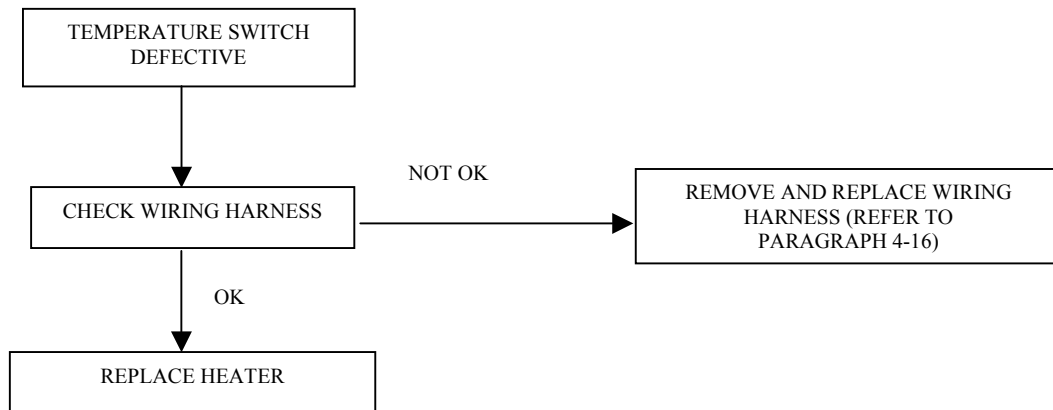 TEMPERATURE SWITCH
DEFECTIVE
NOT OK
CHECK WIRING HARNESS
REMOVE AND REPLACE WIRING
HARNESS (REFER TO
PARAGRAPH 4-16)
OK
REPLACE HEATER